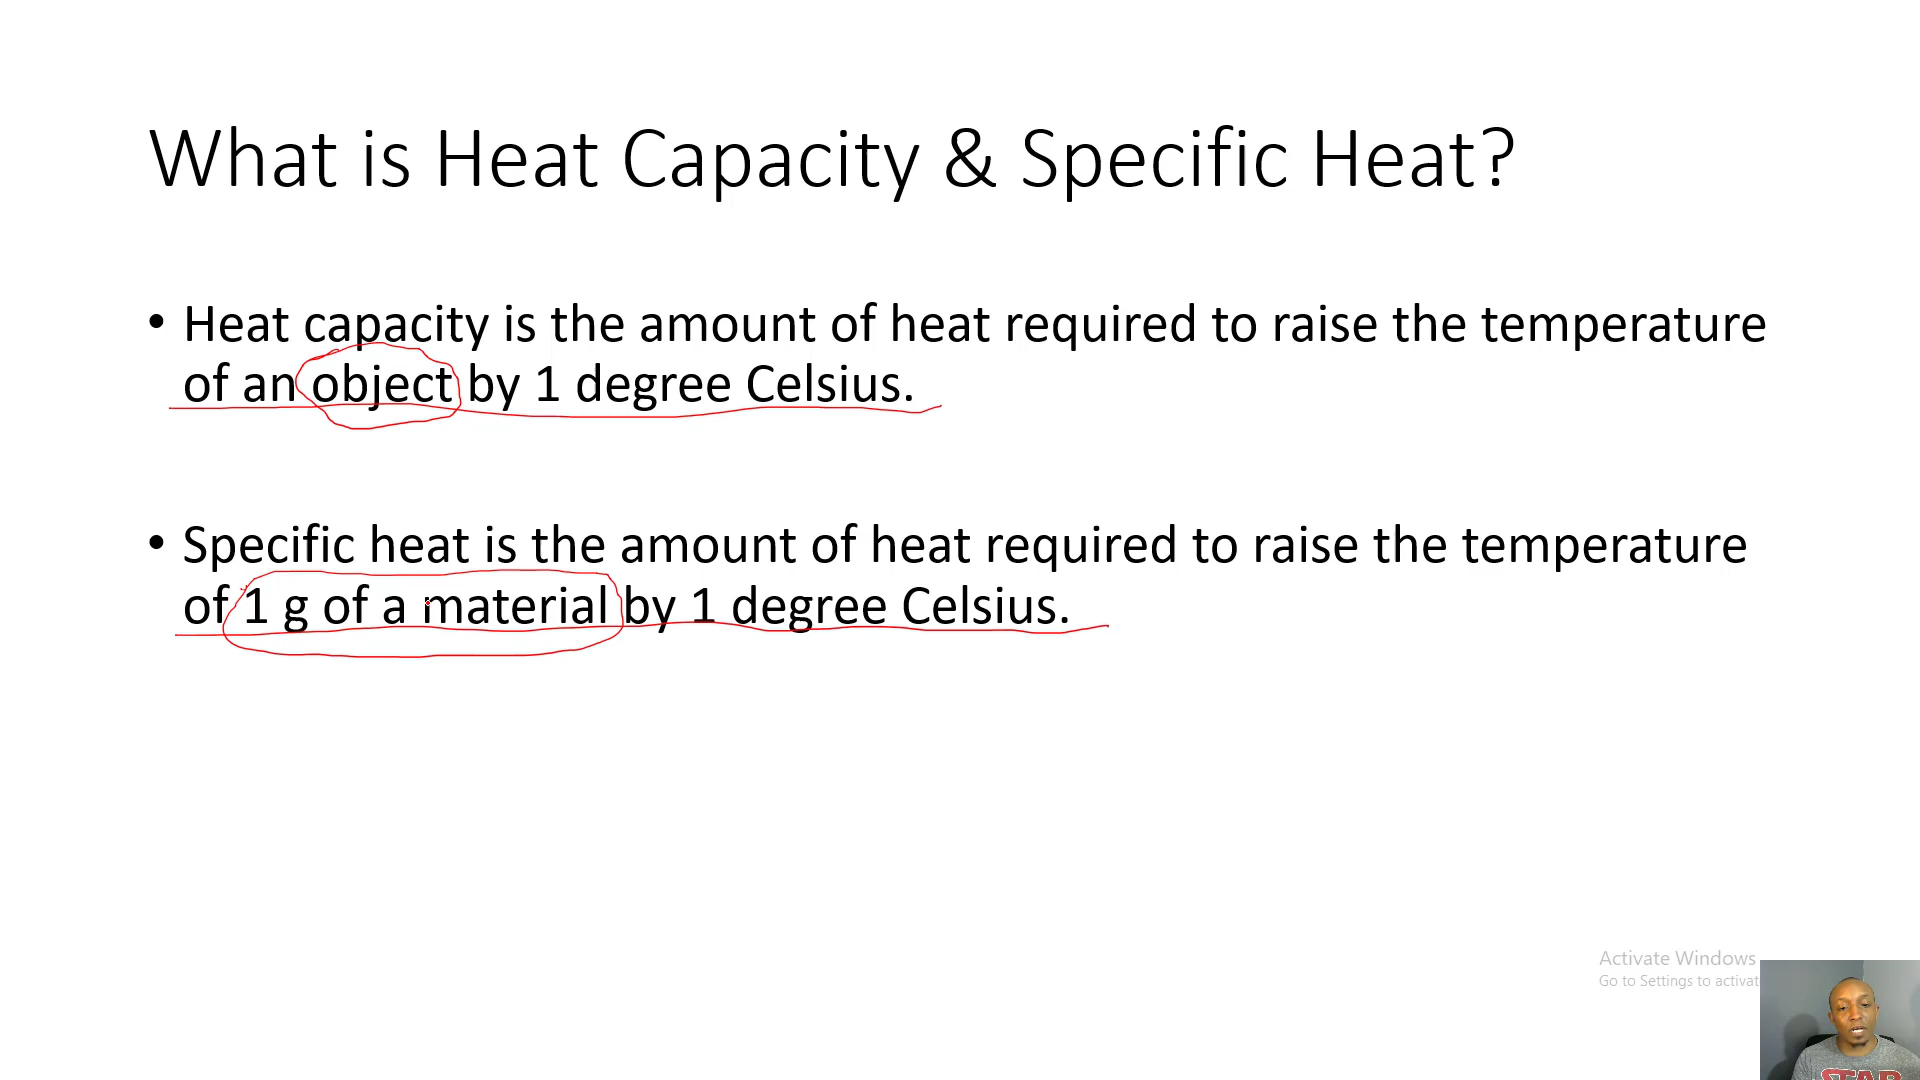 What is Heat Capacity & Specific Heat?
• Heat capacity is the amount of heat required to raise the temperature
of an object by 1 degree Celsius.
• Specific heat is the amount of heat required to raise the temperature
of 1 g of a material by 1 degree Celsius.
Activate Windows
Go to Settings to activat
STAR